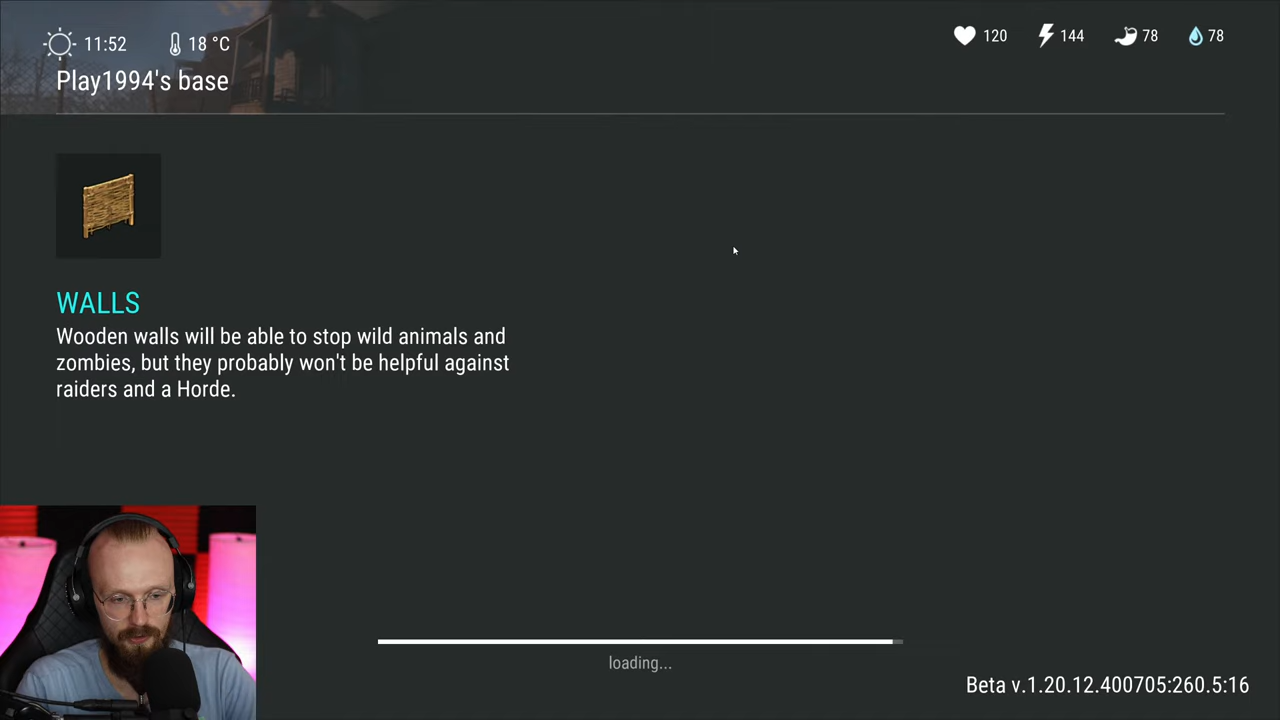 11:52 18 °C 120 144 78 78
Play1994's base
WALLS
Wooden walls will be able to stop wild animals and
zombies, but they probably won't be helpful against
raiders and a Horde.
loading...
Beta v.1.20.12.400705:260.5:16